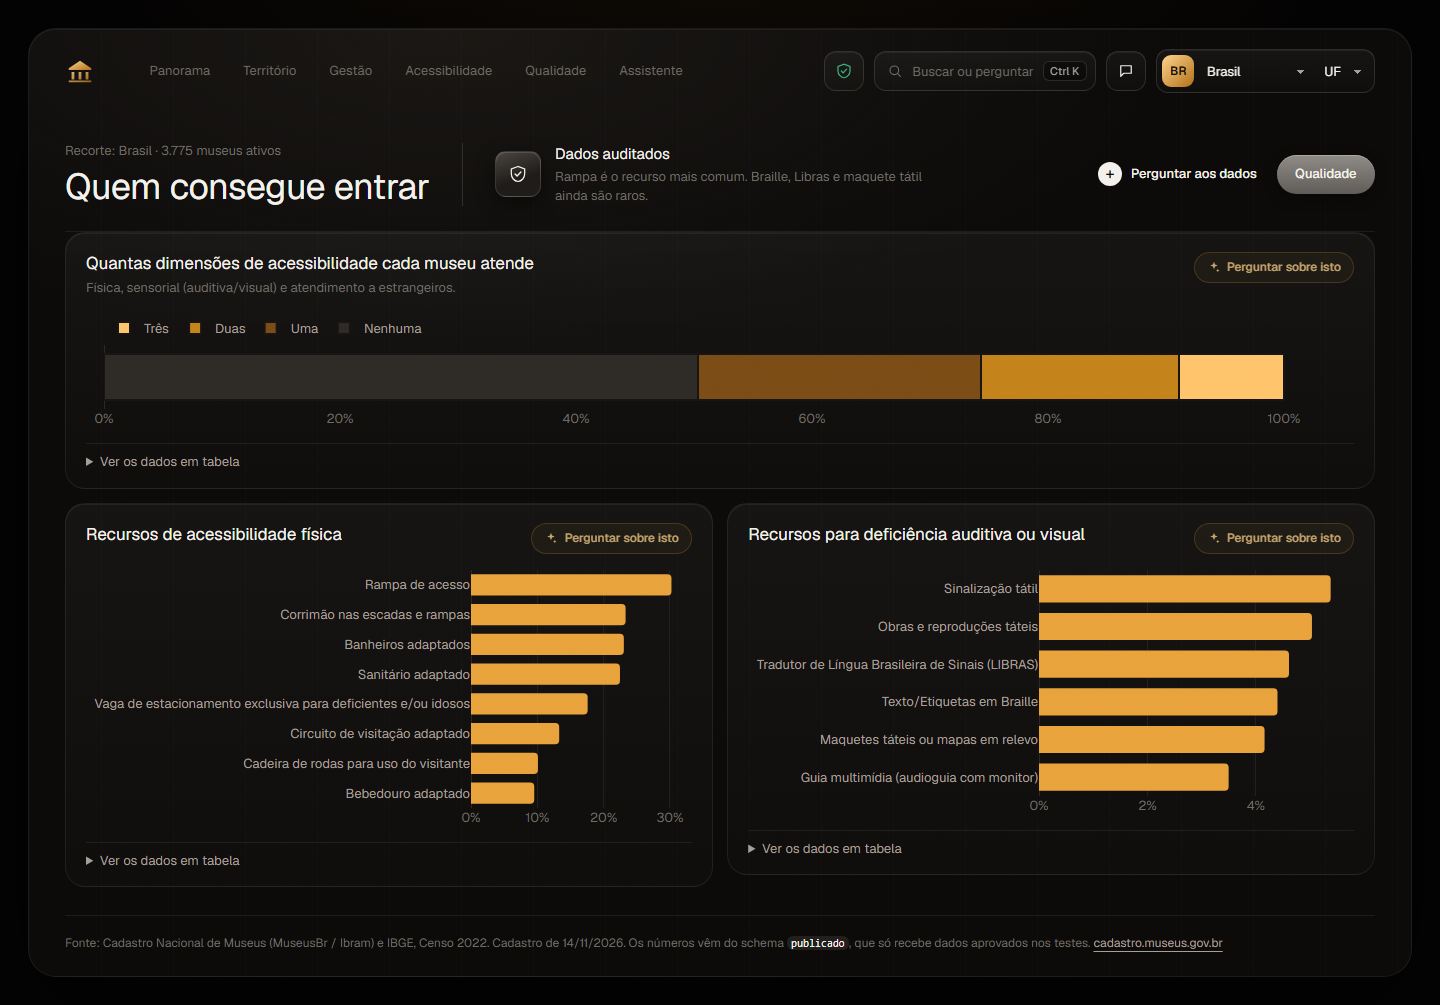 Panorama
Território
Gestão
Acessibilidade
Qualidade
Assistente
Buscar ou perguntar
Ctrl K
BR
Brasil
UF
Recorte: Brasil · 3.775 museus ativos
Quem consegue entrar
Dados auditados
Rampa é o recurso mais comum. Braille, Libras e maquete tátil
ainda são raros.
Perguntar aos dados
Qualidade
Quantas dimensões de acessibilidade cada museu atende
Física, sensorial (auditiva/visual) e atendimento a estrangeiros.
Perguntar sobre isto
Três
Duas
Uma
Nenhuma
0%
20%
40%
60%
80%
100%
Ver os dados em tabela
Recursos de acessibilidade física
Perguntar sobre isto
Rampa de acesso
Corrimão nas escadas e rampas
Banheiros adaptados
Sanitário adaptado
Vaga de estacionamento exclusiva para deficientes e/ou idosos
Circuito de visitação adaptado
Cadeira de rodas para uso do visitante
Bebedouro adaptado
0%
10%
20%
30%
Ver os dados em tabela
Recursos para deficiência auditiva ou visual
Perguntar sobre isto
Sinalização tátil
Obras e reproduções táteis
Tradutor de Língua Brasileira de Sinais (LIBRAS)
Texto/Etiquetas em Braille
Maquetes táteis ou mapas em relevo
Guia multimídia (audioguia com monitor)
0%
2%
4%
Ver os dados em tabela
Fonte: Cadastro Nacional de Museus (MuseusBr / Ibram) e IBGE, Censo 2022. Cadastro de 14/11/2026. Os números vêm do schema publicado, que só recebe dados aprovados nos testes. cadastro.museus.gov.br